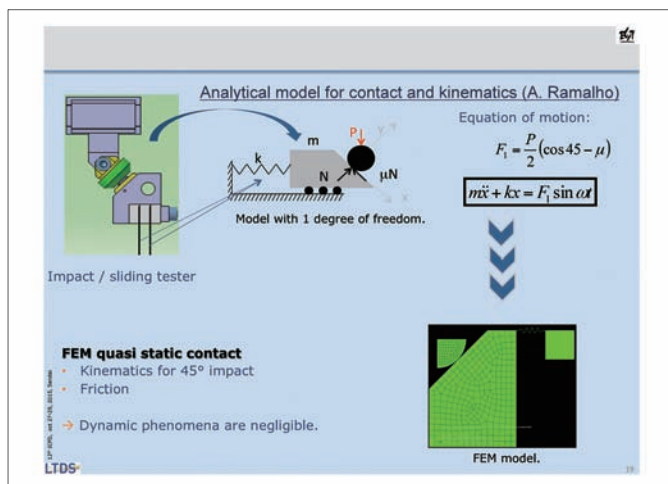 Analytical model for contact and kinematics (A. Ramalho)
Equation of motion:
F₁ = P/2 (cos 45 − μ)
mẍ + kx = F₁ sin ωt
m
P
y
k
N
μN
x
Model with 1 degree of freedom.
Impact / sliding tester
FEM quasi static contact
• Kinematics for 45° impact
• Friction
→ Dynamic phenomena are negligible.
FEM model.
LTDS
19